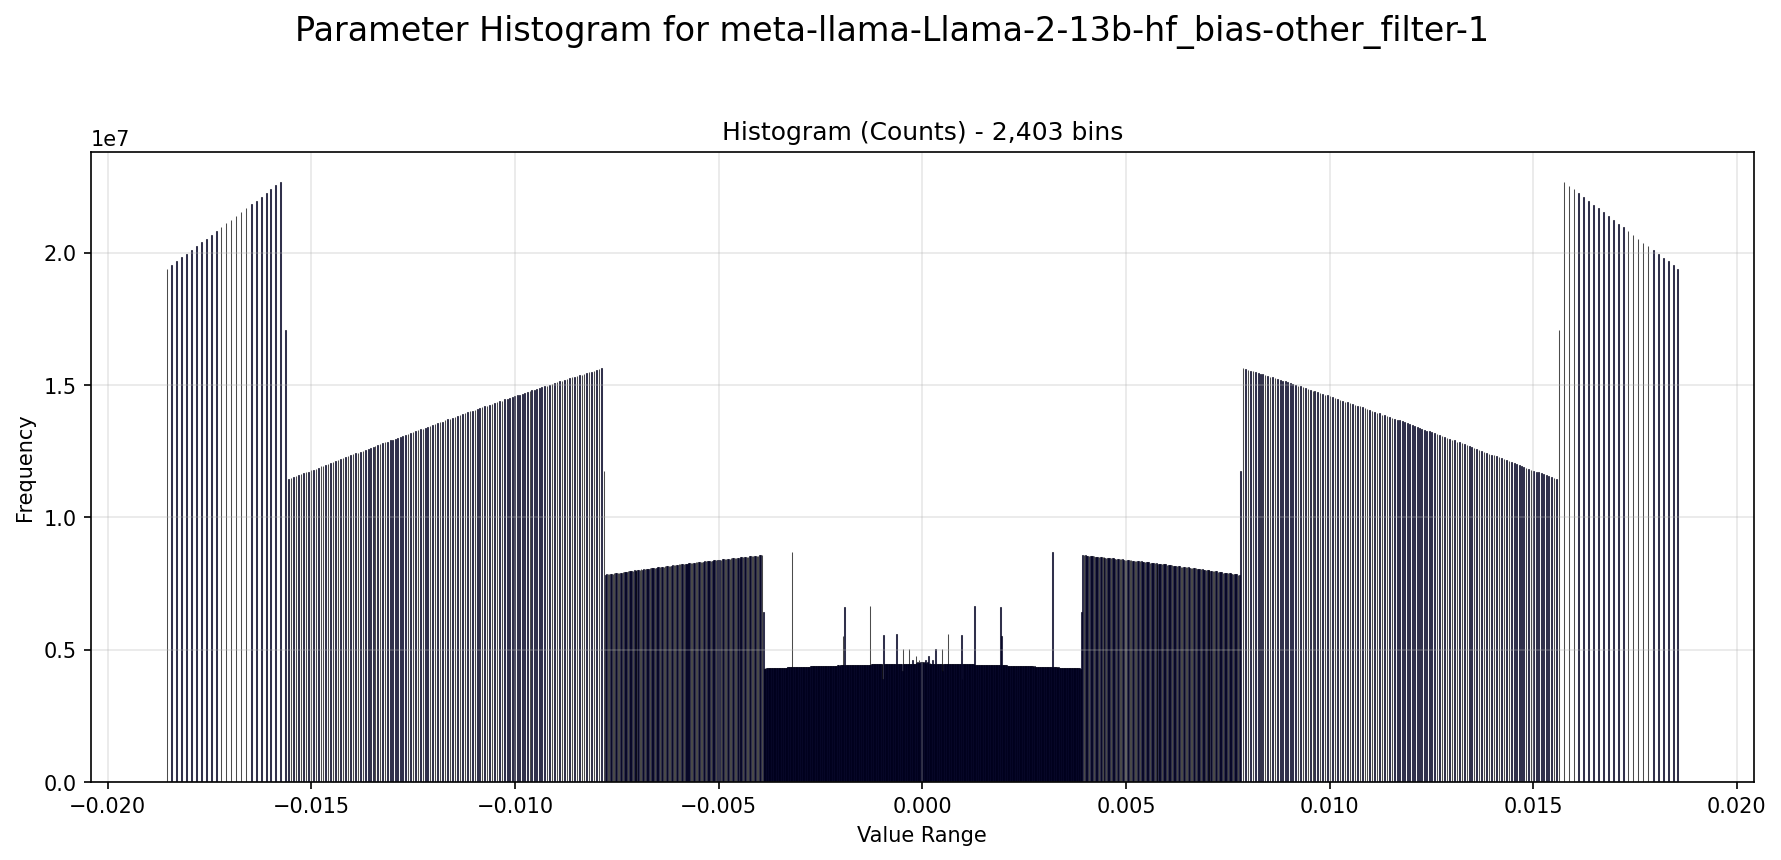 Parameter Histogram for meta-llama-Llama-2-13b-hf_bias-other_filter-1
Histogram (Counts) - 2,403 bins
1e7
2.0
1.5
1.0
0.5
0.0
Frequency
−0.020 −0.015 −0.010 −0.005 0.000 0.005 0.010 0.015 0.020
Value Range